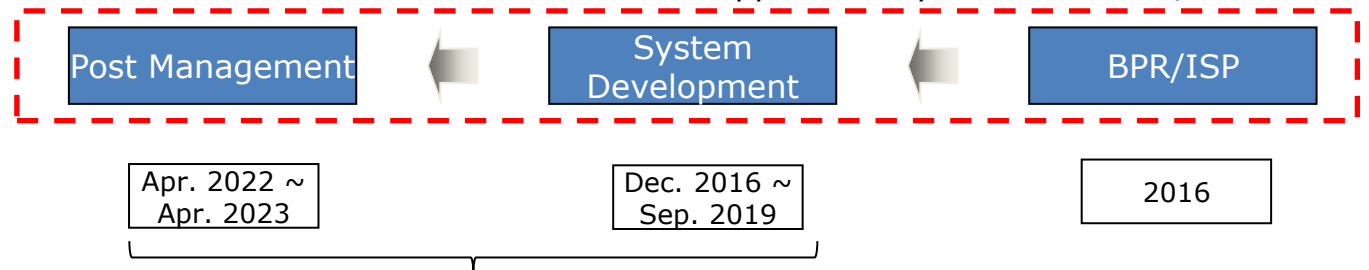 Post Management
System
Development
BPR/ISP
Apr. 2022 ~
Apr. 2023
Dec. 2016 ~
Sep. 2019
2016